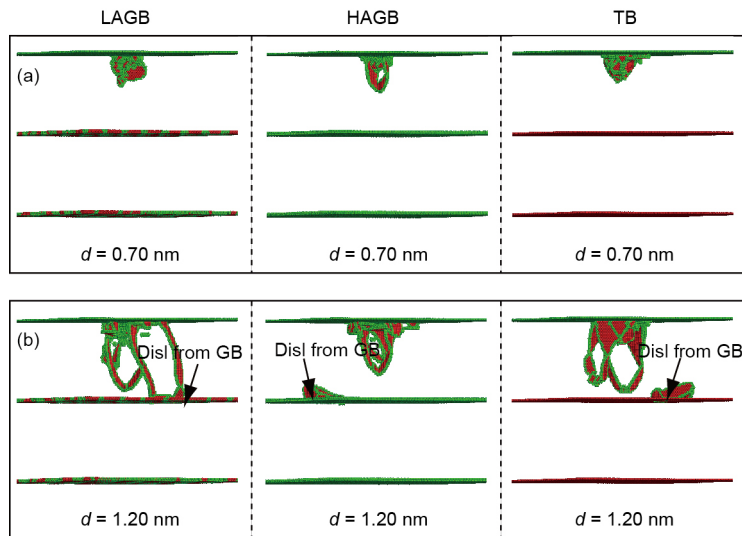 LAGB HAGB TB
(a)
d = 0.70 nm d = 0.70 nm d = 0.70 nm
(b)
Disl from GB Disl from GB Disl from GB
d = 1.20 nm d = 1.20 nm d = 1.20 nm